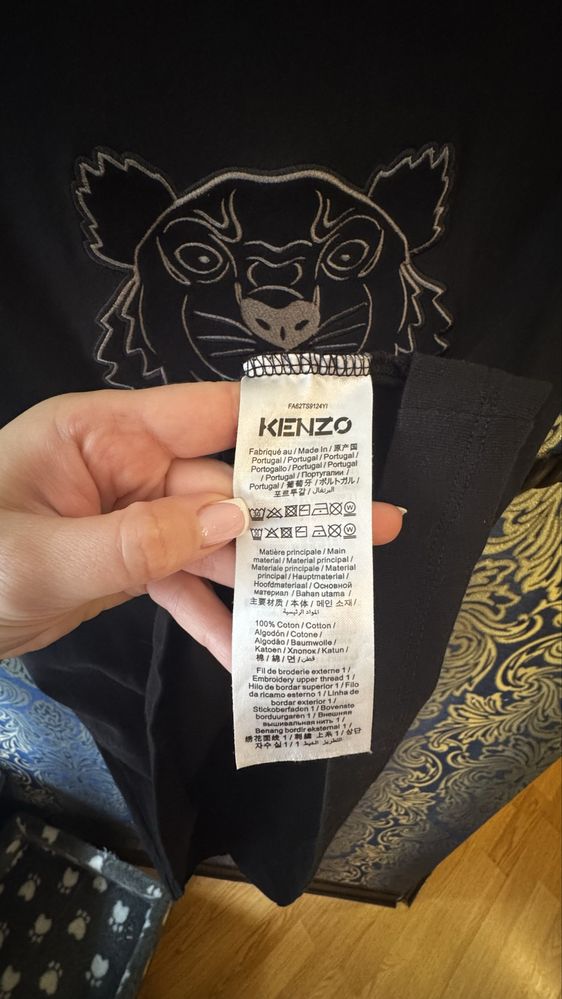 FA62TS9124YI
KENZO
Fabriqué au / Made in / 原产国
Portugal / Portugal / Portugal /
Portogallo / Portugal / Portugal
/ Portugal / Португалии /
Portugal / 葡萄牙 / ポルトガル /
포르투갈 / البرتغال
W
W
Matière principale / Main
material / Material principal /
Materiale principale / Material
principal / Hauptmaterial /
Hoofdmateriaal / Основной
материал / Bahan utama /
主要材质 / 本体 / 메인 소재 /
المواد الرئيسية
100% Coton / Cotton /
Algodón / Cotone /
Algodão / Baumwolle /
Katoen / Хлопок / Katun /
棉 / 綿 / 면 / قطن
Fil de broderie externe 1 /
Embroidery upper thread 1 /
Hilo de bordar superior 1 / Filo
da ricamo esterno 1 / Linha de
bordar exterior 1 /
Stickoberfaden 1 / Bovenste
borduurgaren 1 / Внешняя
вышивальная нить 1 /
Benang bordir eksternal 1 /
绣花面线 1 / 刺繍 上糸 1 / 상단
자수 실 1 / 1 التطريز الخيط